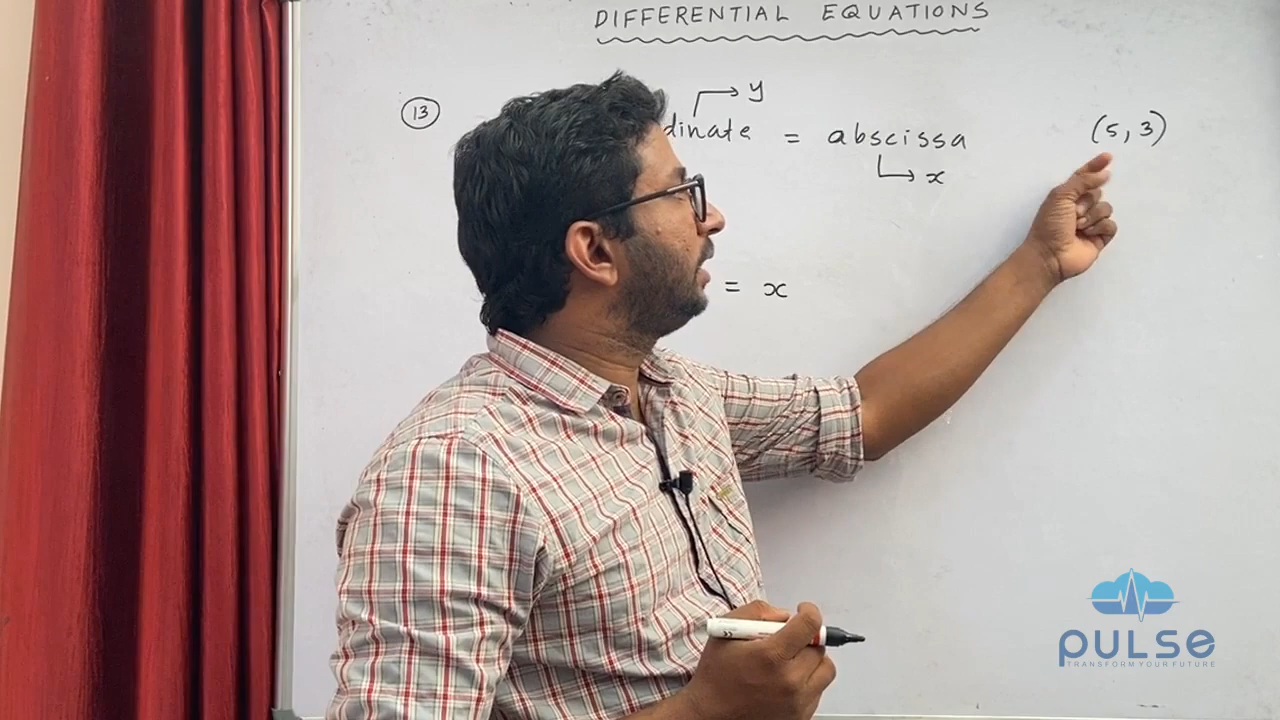 DIFFERENTIAL EQUATIONS
→ y
13 dinate = abscissa (5, 3)
→ x
= x
pulse
TRANSFORM YOUR FUTURE